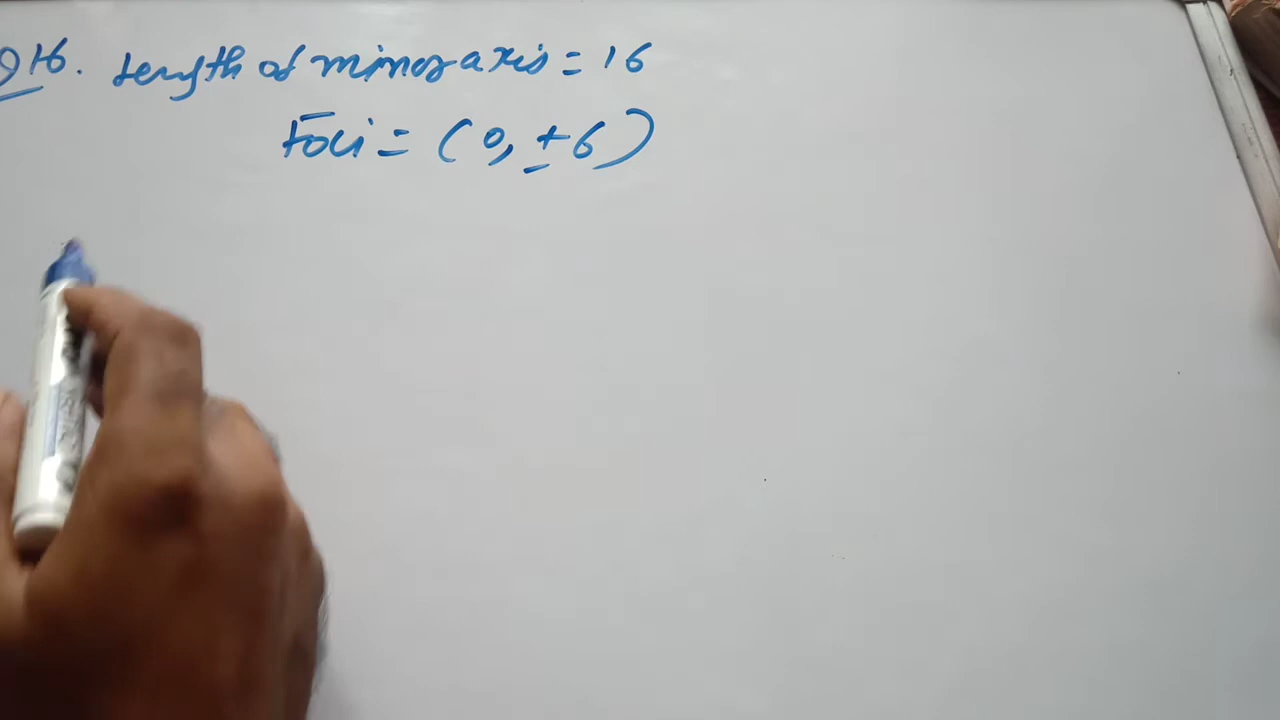 Q16. Length of minor axis = 16
Foci = (0, ±6)